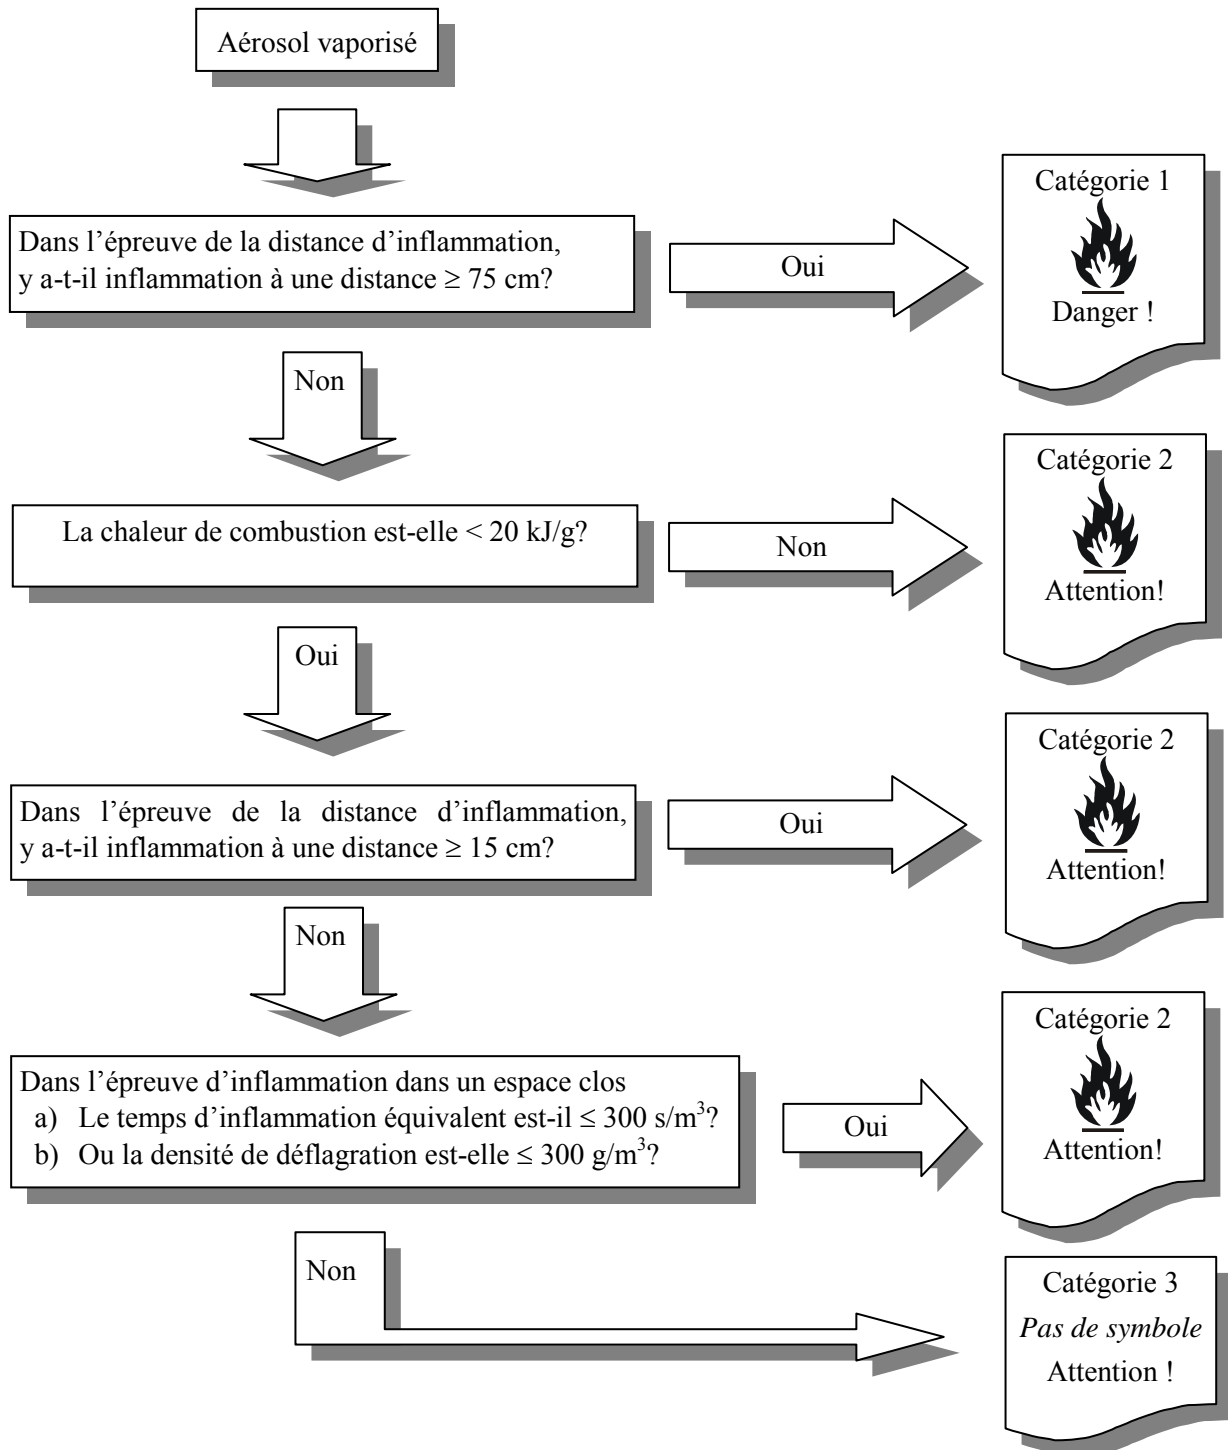 Aérosol vaporisé
Dans l’épreuve de la distance d’inflammation,
y a-t-il inflammation à une distance ≥ 75 cm?
Oui
Catégorie 1
Danger !
Non
La chaleur de combustion est-elle < 20 kJ/g?
Non
Catégorie 2
Attention!
Oui
Dans l’épreuve de la distance d’inflammation,
y a-t-il inflammation à une distance ≥ 15 cm?
Oui
Catégorie 2
Attention!
Non
Dans l’épreuve d’inflammation dans un espace clos
a) Le temps d’inflammation équivalent est-il ≤ 300 s/m³?
b) Ou la densité de déflagration est-elle ≤ 300 g/m³?
Oui
Catégorie 2
Attention!
Non
Catégorie 3
Pas de symbole
Attention !